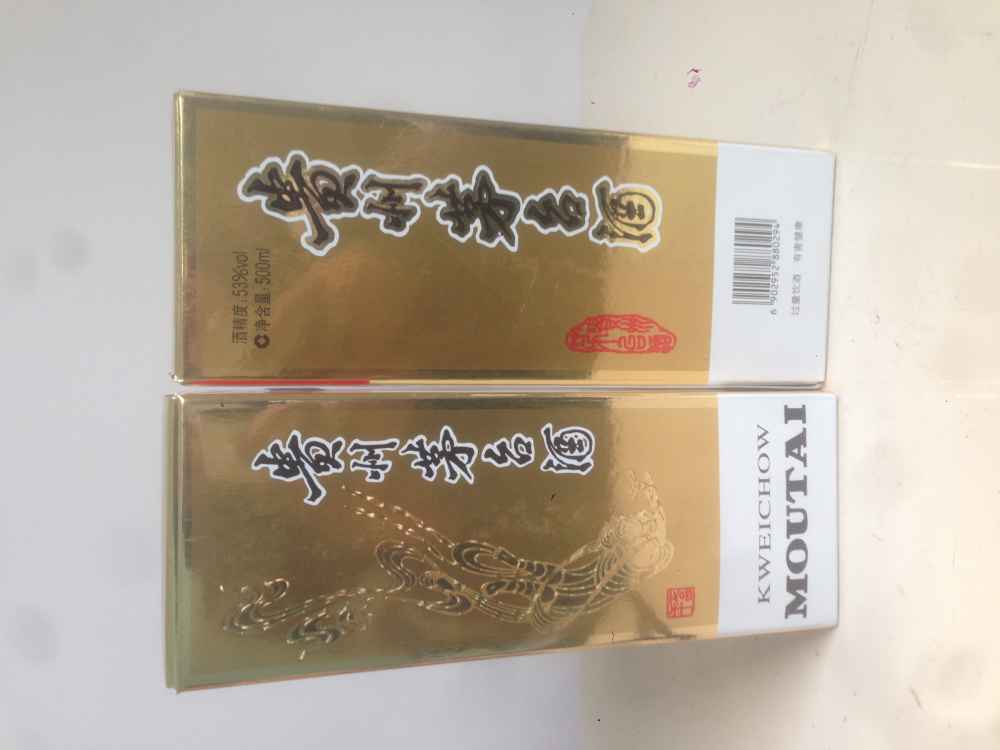 贵州茅台酒
酒精度:53%vol
净含量:500ml
6 902952 880294
过量饮酒 有害健康
贵州茅台酒
KWEICHOW
MOUTAI